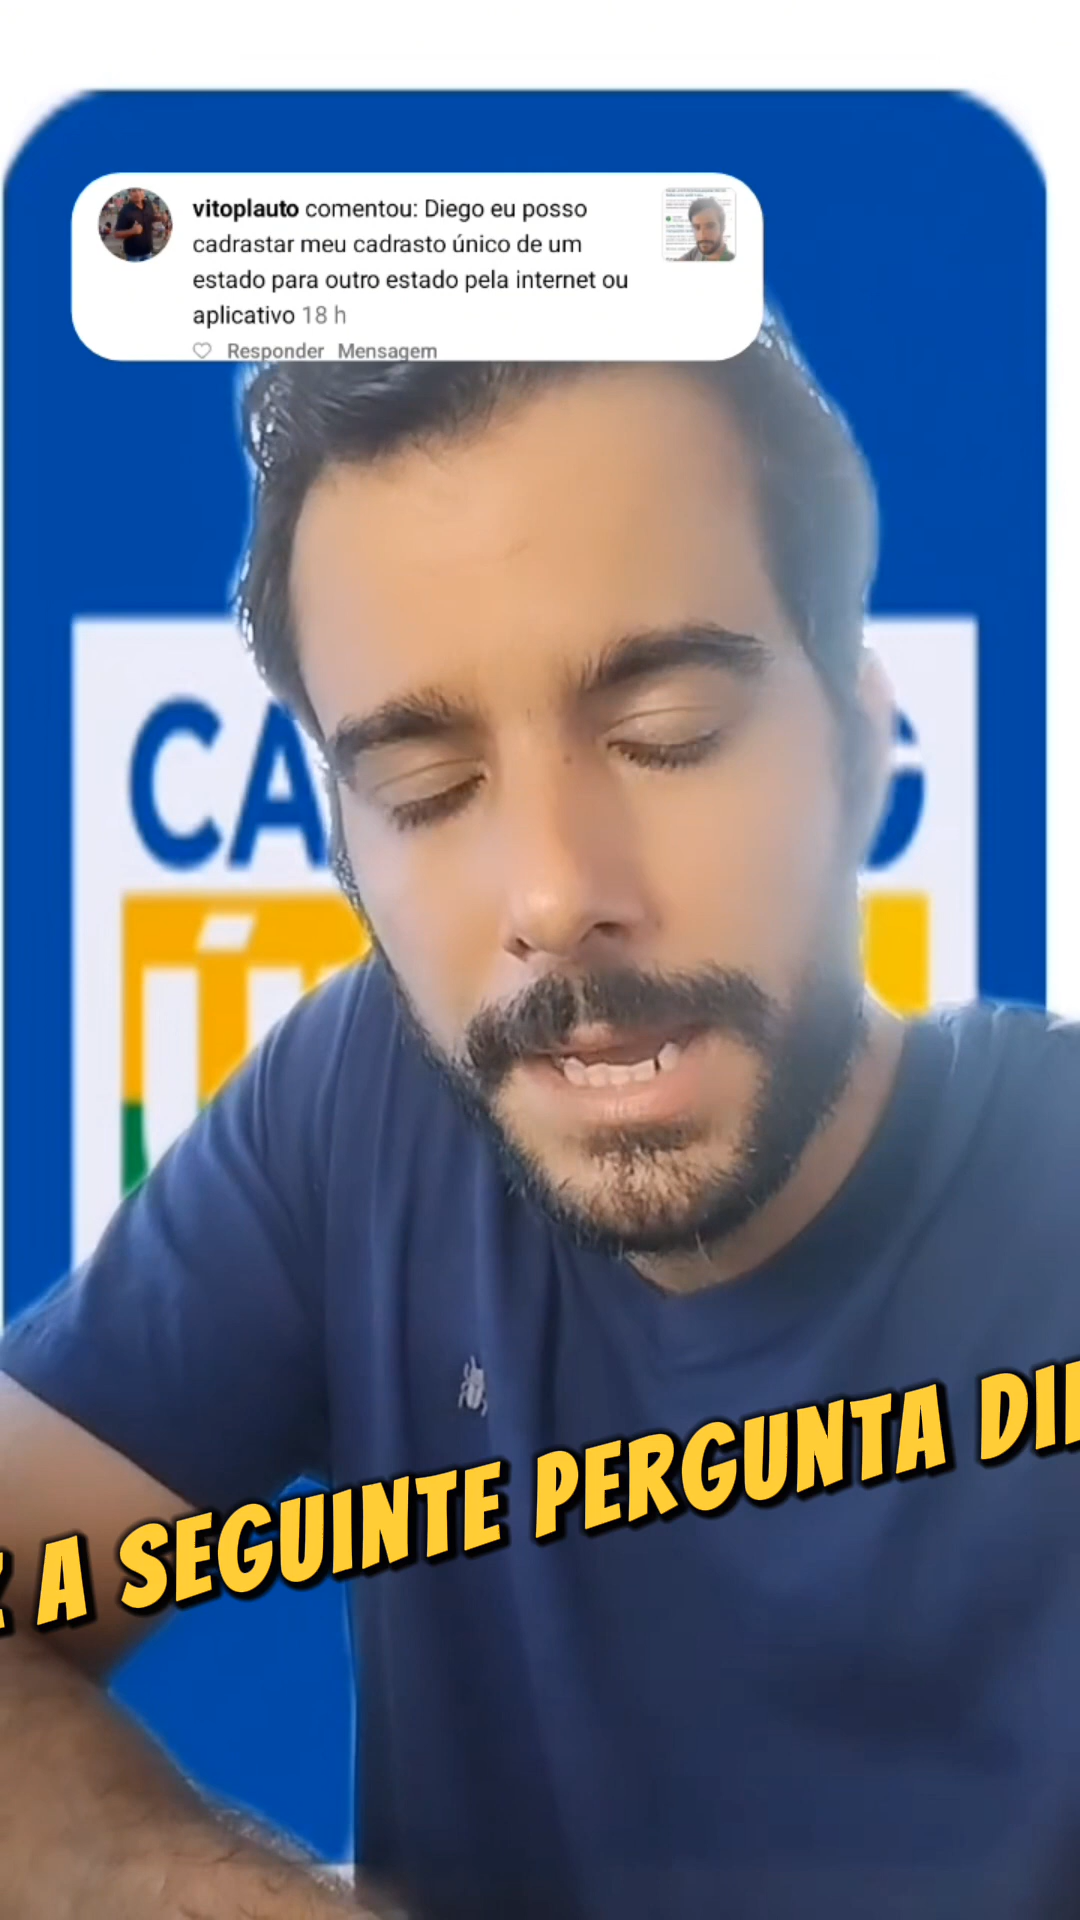 vitoplauto comentou: Diego eu posso
cadrastar meu cadrasto único de um
estado para outro estado pela internet ou
aplicativo 18 h
Responder Mensagem
CA
A SEGUINTE PERGUNTA